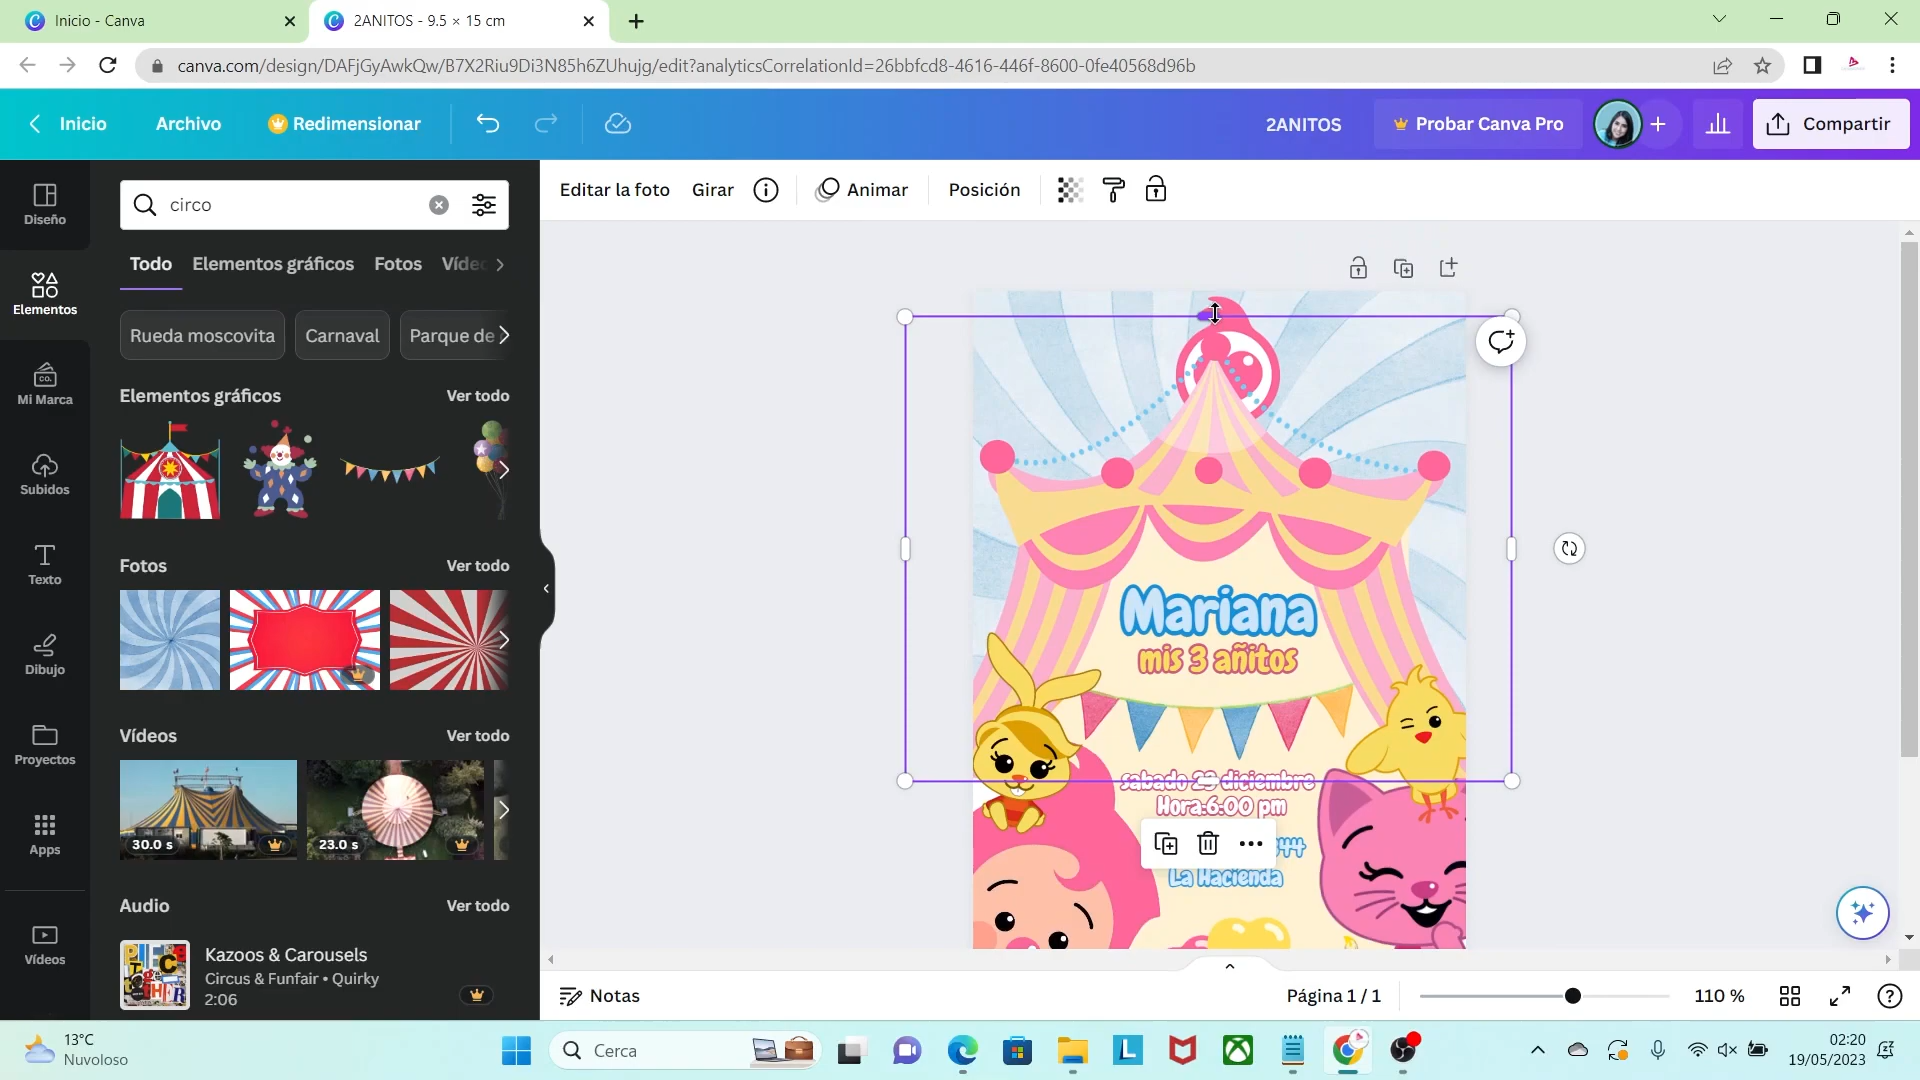 Inicio - Canva
2ANITOS - 9.5 × 15 cm
canva.com/design/DAFjGyAwkQw/B7X2Riu9Di3N85h6ZUhujg/edit?analyticsCorrelationId=26bbfcd8-4616-446f-8600-0fe40568d96b
Inicio
Archivo
Redimensionar
2ANITOS
Probar Canva Pro
Compartir
Diseño
Elementos
CO.
Mi Marca
Subidos
Texto
Dibujo
Proyectos
Apps
Vídeos
circo
Todo
Elementos gráficos
Fotos
Víde
Rueda moscovita
Carnaval
Parque de
Elementos gráficos
Ver todo
Fotos
Ver todo
Vídeos
Ver todo
30.0 s
23.0 s
Audio
Ver todo
Kazoos & Carousels
Circus & Funfair • Quirky
2:06
Editar la foto
Girar
Animar
Posición
Mariana
mis 3 añitos
sabado 23 diciembre
Hora:6:00 pm
344
La Hacienda
Notas
Página 1 / 1
110 %
13°C
Nuvoloso
Cerca
02:20
19/05/2023